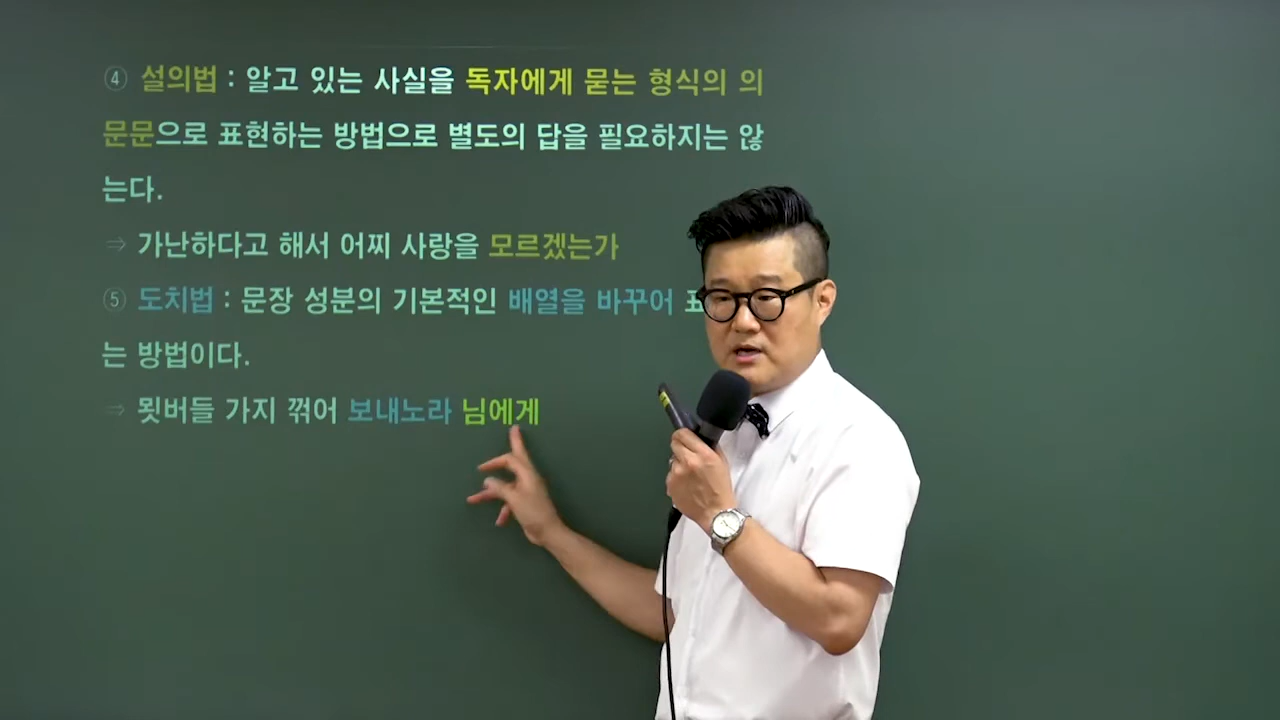 ④ 설의법 : 알고 있는 사실을 독자에게 묻는 형식의 의
문문으로 표현하는 방법으로 별도의 답을 필요하지는 않
는다.
⇒ 가난하다고 해서 어찌 사랑을 모르겠는가
⑤ 도치법 : 문장 성분의 기본적인 배열을 바꾸어
는 방법이다.
⇒ 묏버들 가지 꺾어 보내노라 님에게